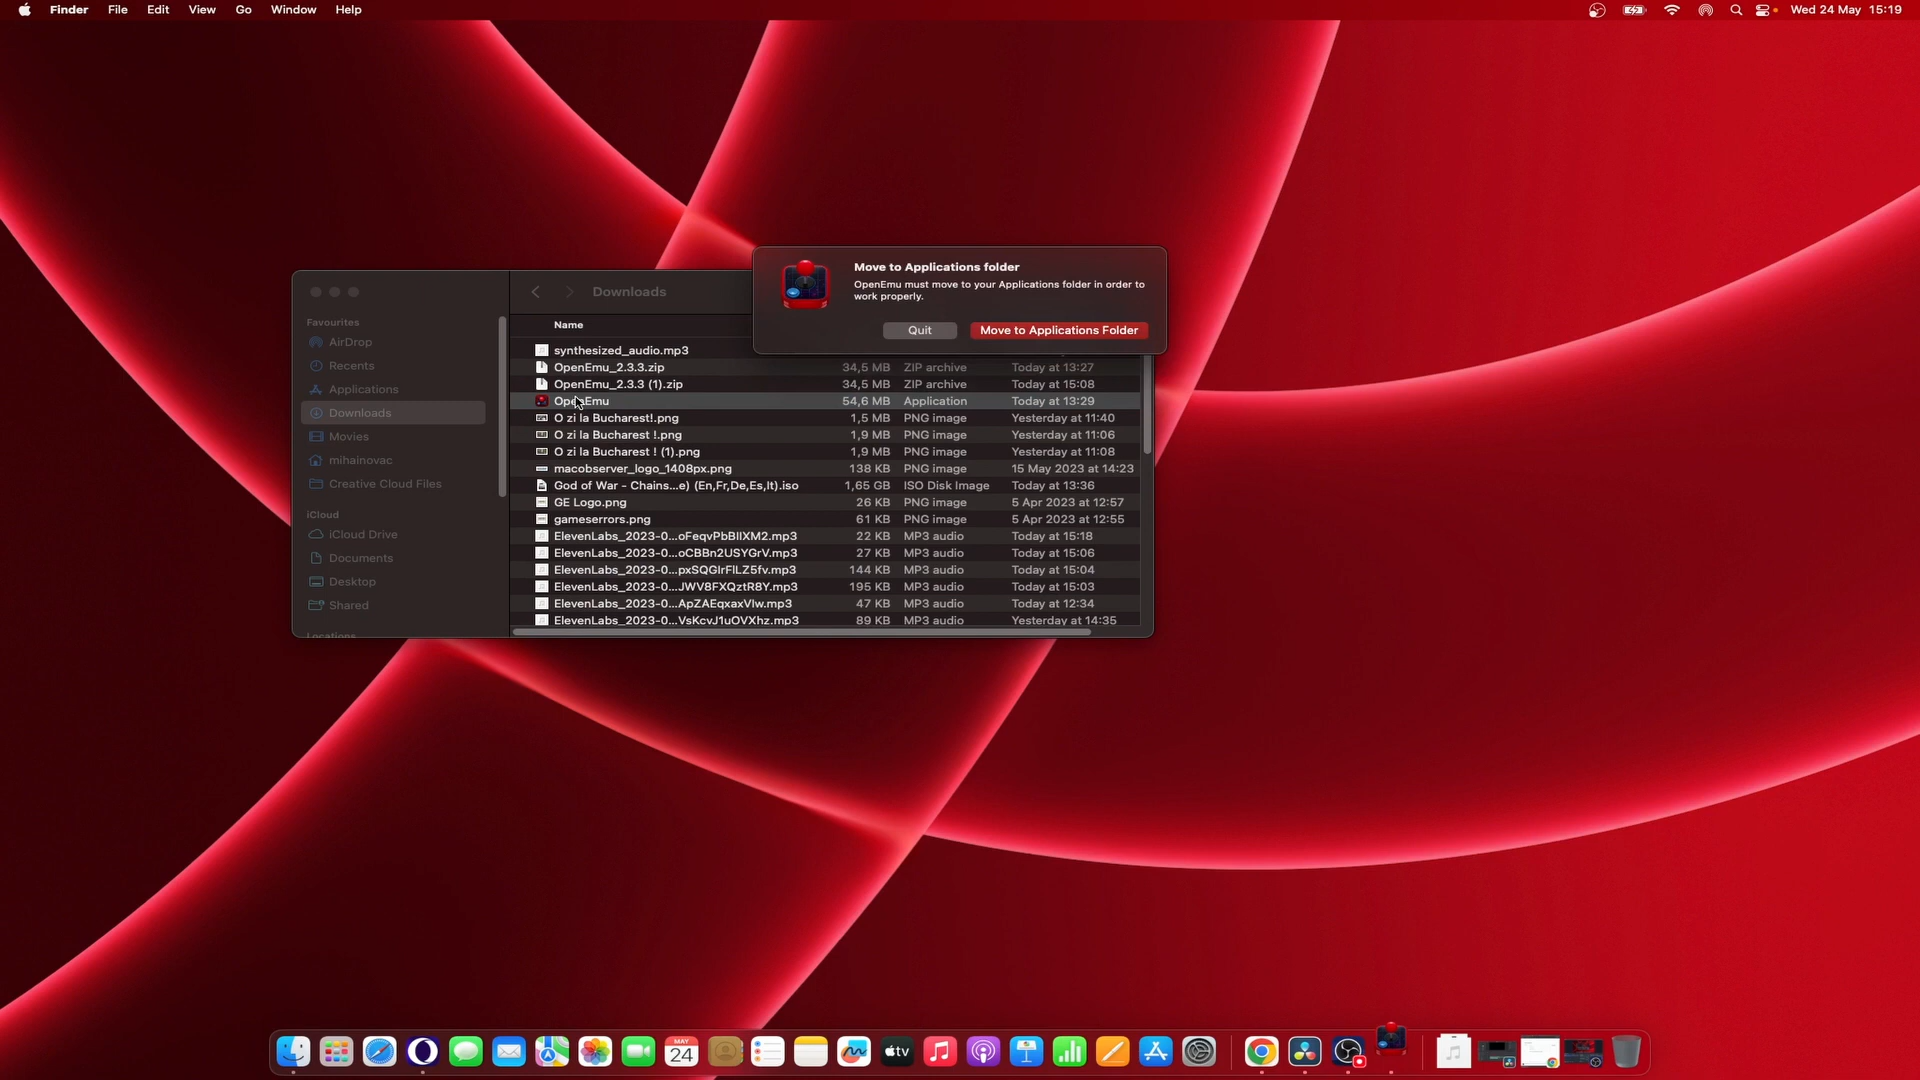 Finder File Edit View Go Window Help
Wed 24 May 15:19
Move to Applications folder
OpenEmu must move to your Applications folder in order to
work properly.
Quit
Move to Applications Folder
Favourites
AirDrop
Recents
Applications
Downloads
Movies
mihainovac
Creative Cloud Files
iCloud
iCloud Drive
Documents
Desktop
Shared
Locations
Downloads
Name
synthesized_audio.mp3
OpenEmu_2.3.3.zip 34,5 MB ZIP archive Today at 13:27
OpenEmu_2.3.3 (1).zip 34,5 MB ZIP archive Today at 15:08
OpenEmu 54,6 MB Application Today at 13:29
O zi la Bucharest!.png 1,5 MB PNG image Yesterday at 11:40
O zi la Bucharest !.png 1,9 MB PNG image Yesterday at 11:06
O zi la Bucharest ! (1).png 1,9 MB PNG image Yesterday at 11:08
macobserver_logo_1408px.png 138 KB PNG image 15 May 2023 at 14:23
God of War - Chains...e) (En,Fr,De,Es,It).iso 1,65 GB ISO Disk Image Today at 13:36
GE Logo.png 26 KB PNG image 5 Apr 2023 at 12:57
gameserrors.png 61 KB PNG image 5 Apr 2023 at 12:55
ElevenLabs_2023-0...oFeqvPbBIIXM2.mp3 22 KB MP3 audio Today at 15:18
ElevenLabs_2023-0...oCBBn2USYGrV.mp3 27 KB MP3 audio Today at 15:06
ElevenLabs_2023-0...pxSQGIrFlLZ5fv.mp3 144 KB MP3 audio Today at 15:04
ElevenLabs_2023-0...JWV8FXQztR8Y.mp3 195 KB MP3 audio Today at 15:03
ElevenLabs_2023-0...ApZAEqxaxVlw.mp3 47 KB MP3 audio Today at 12:34
ElevenLabs_2023-0...VsKcvJ1uOVXhz.mp3 89 KB MP3 audio Yesterday at 14:35
MAY
24
tv